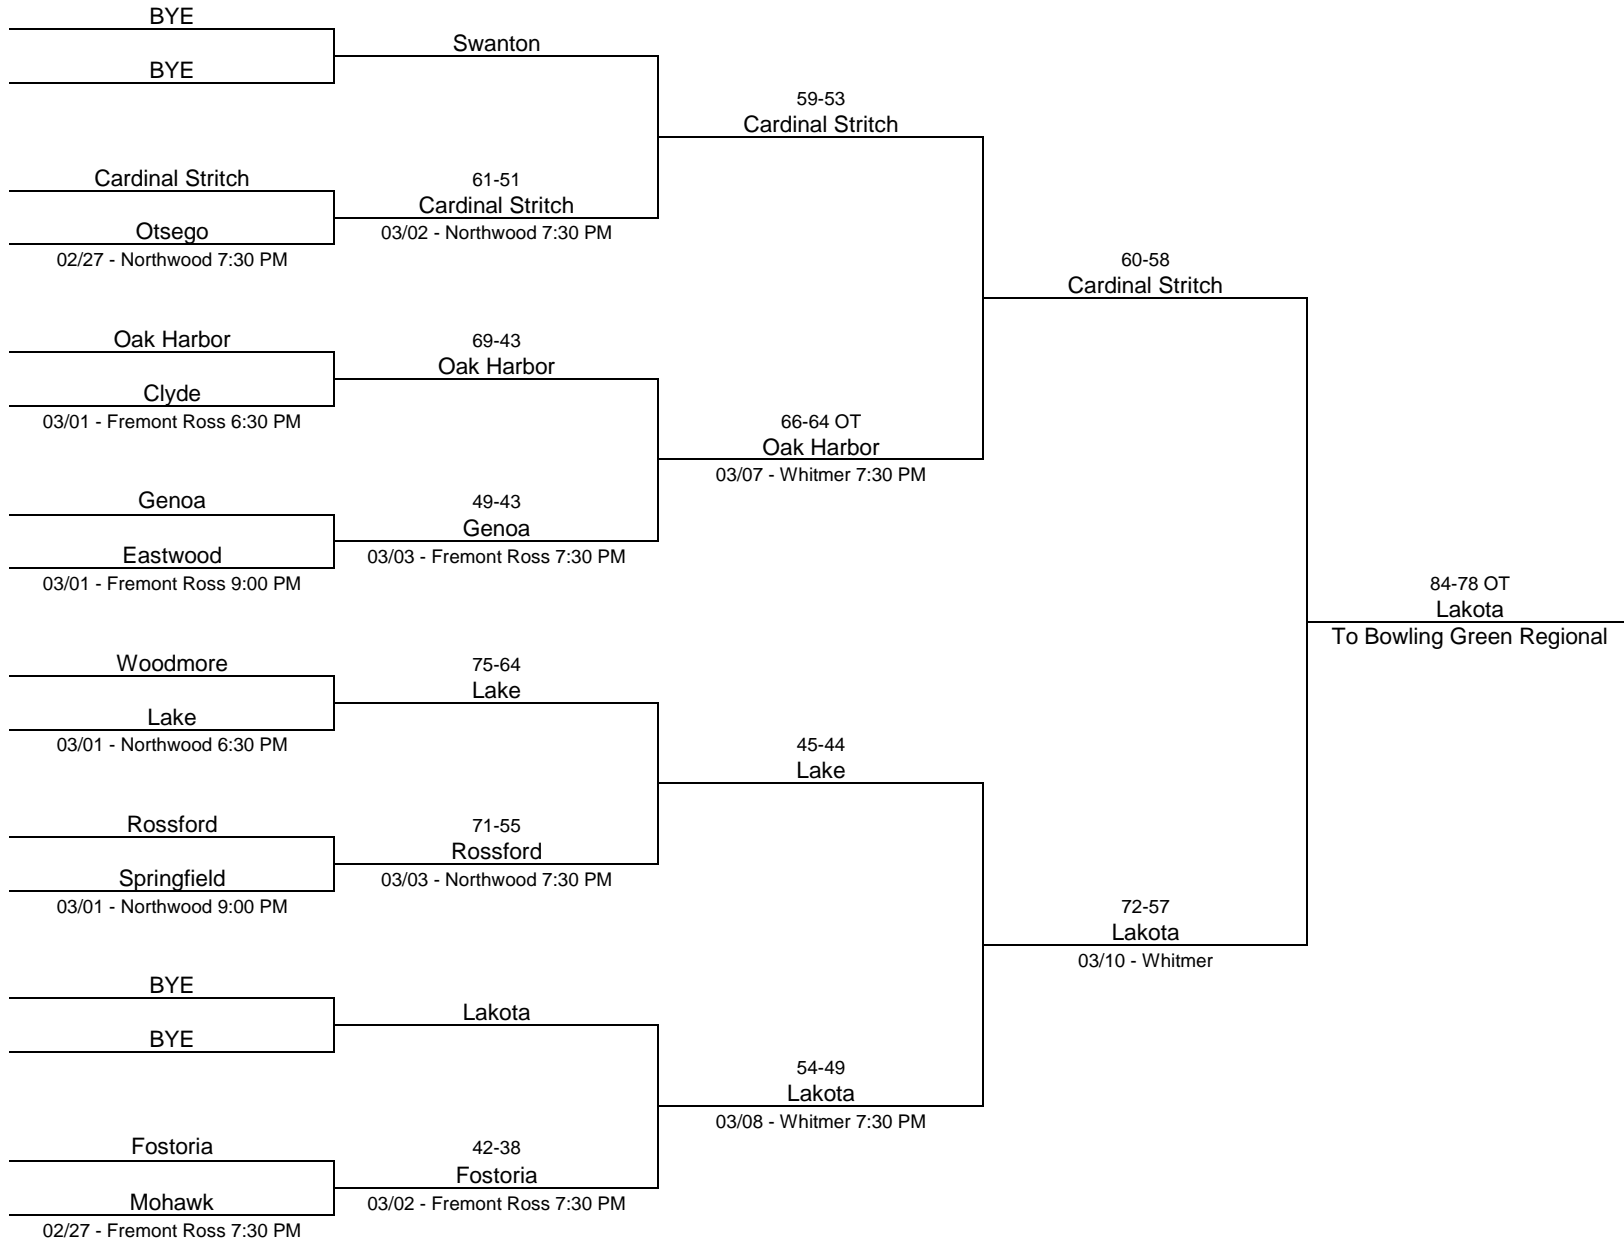 BYE
BYE
Swanton
Cardinal Stritch
Otsego
02/27 - Northwood 7:30 PM
61-51
Cardinal Stritch
03/02 - Northwood 7:30 PM
59-53
Cardinal Stritch
Oak Harbor
Clyde
03/01 - Fremont Ross 6:30 PM
69-43
Oak Harbor
Genoa
Eastwood
03/01 - Fremont Ross 9:00 PM
49-43
Genoa
03/03 - Fremont Ross 7:30 PM
66-64 OT
Oak Harbor
03/07 - Whitmer 7:30 PM
60-58
Cardinal Stritch
Woodmore
Lake
03/01 - Northwood 6:30 PM
75-64
Lake
Rossford
Springfield
03/01 - Northwood 9:00 PM
71-55
Rossford
03/03 - Northwood 7:30 PM
45-44
Lake
BYE
BYE
Lakota
Fostoria
Mohawk
02/27 - Fremont Ross 7:30 PM
42-38
Fostoria
03/02 - Fremont Ross 7:30 PM
54-49
Lakota
03/08 - Whitmer 7:30 PM
72-57
Lakota
03/10 - Whitmer
84-78 OT
Lakota
To Bowling Green Regional